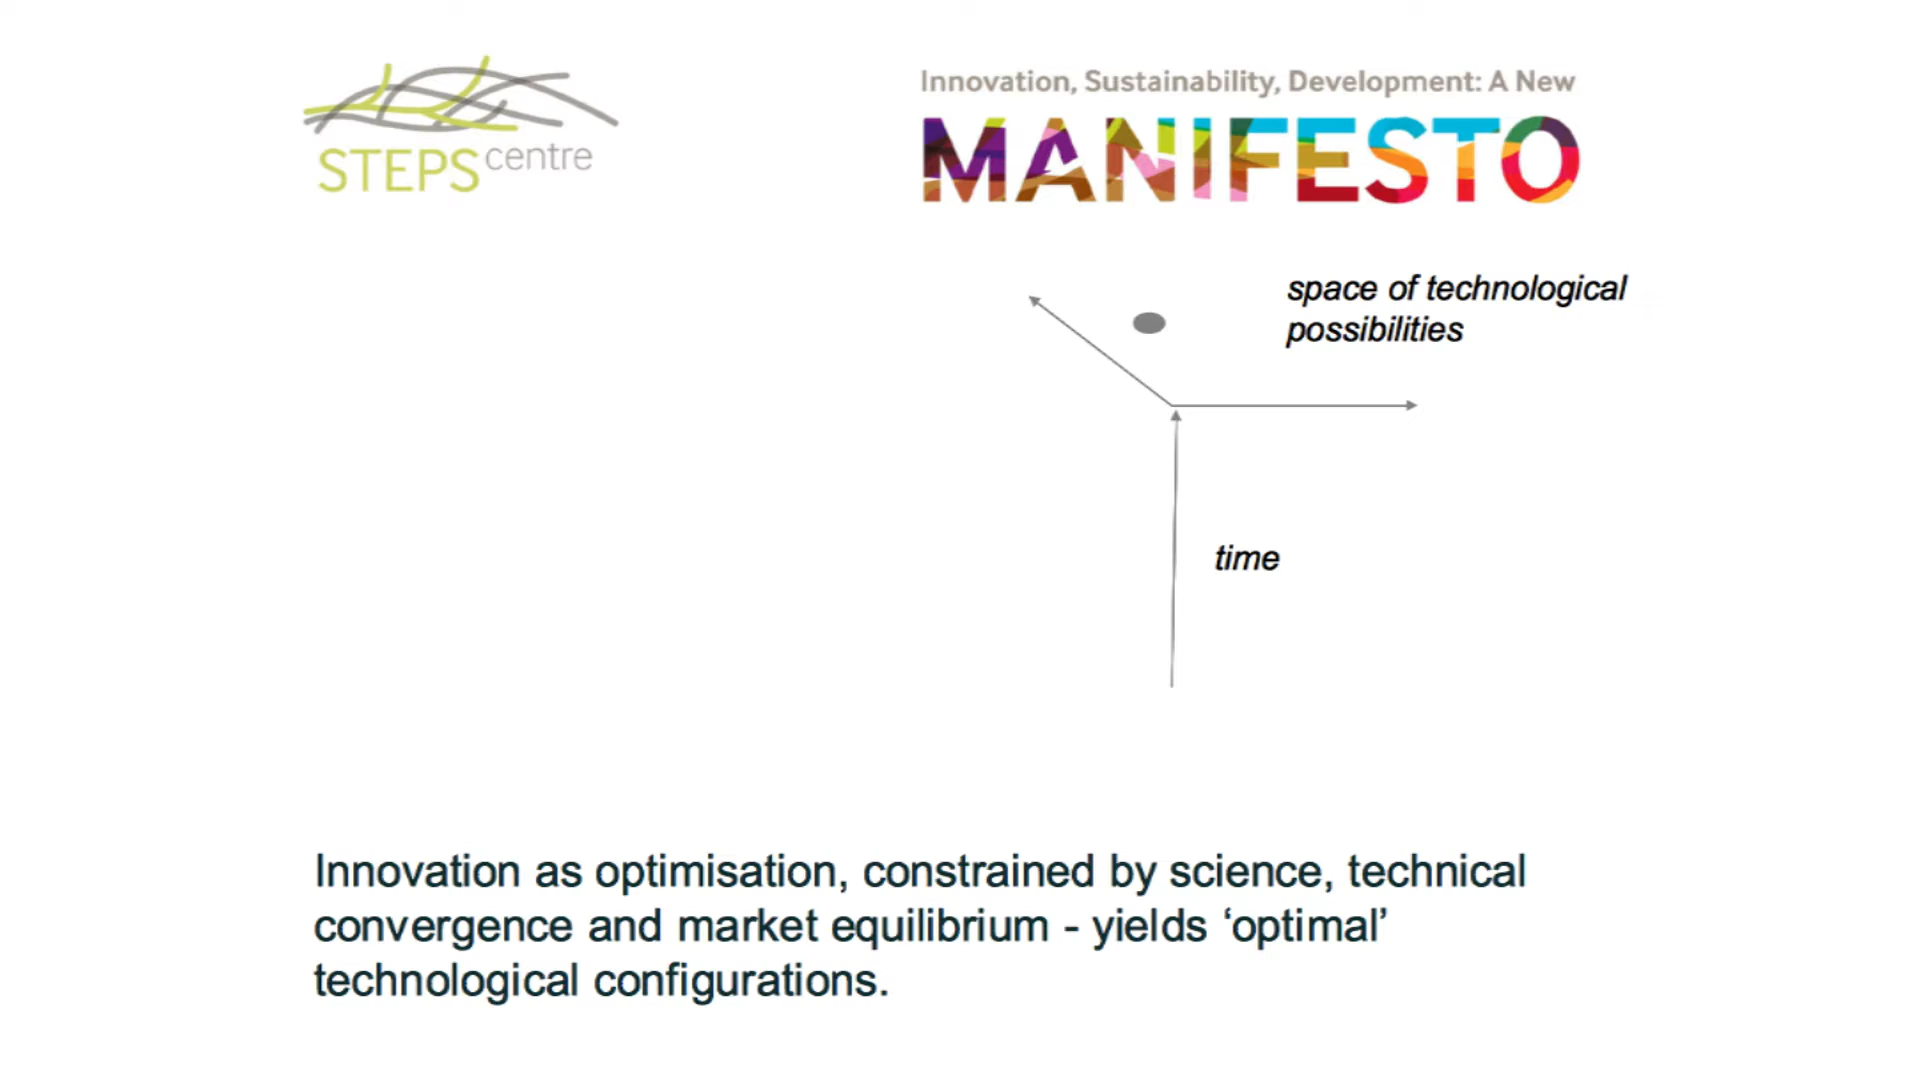 STEPS centre
Innovation, Sustainability, Development: A New
MANIFESTO
space of technological
possibilities
time
Innovation as optimisation, constrained by science, technical
convergence and market equilibrium - yields ‘optimal’
technological configurations.